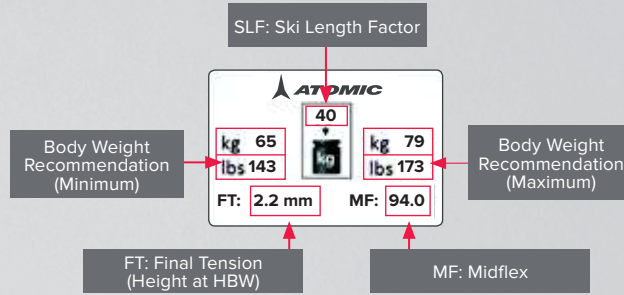 SLF: Ski Length Factor
ATOMIC
40
kg 65
lbs 143
kg
kg 79
lbs 173
FT: 2.2 mm
MF: 94.0
Body Weight
Recommendation
(Minimum)
Body Weight
Recommendation
(Maximum)
FT: Final Tension
(Height at HBW)
MF: Midflex